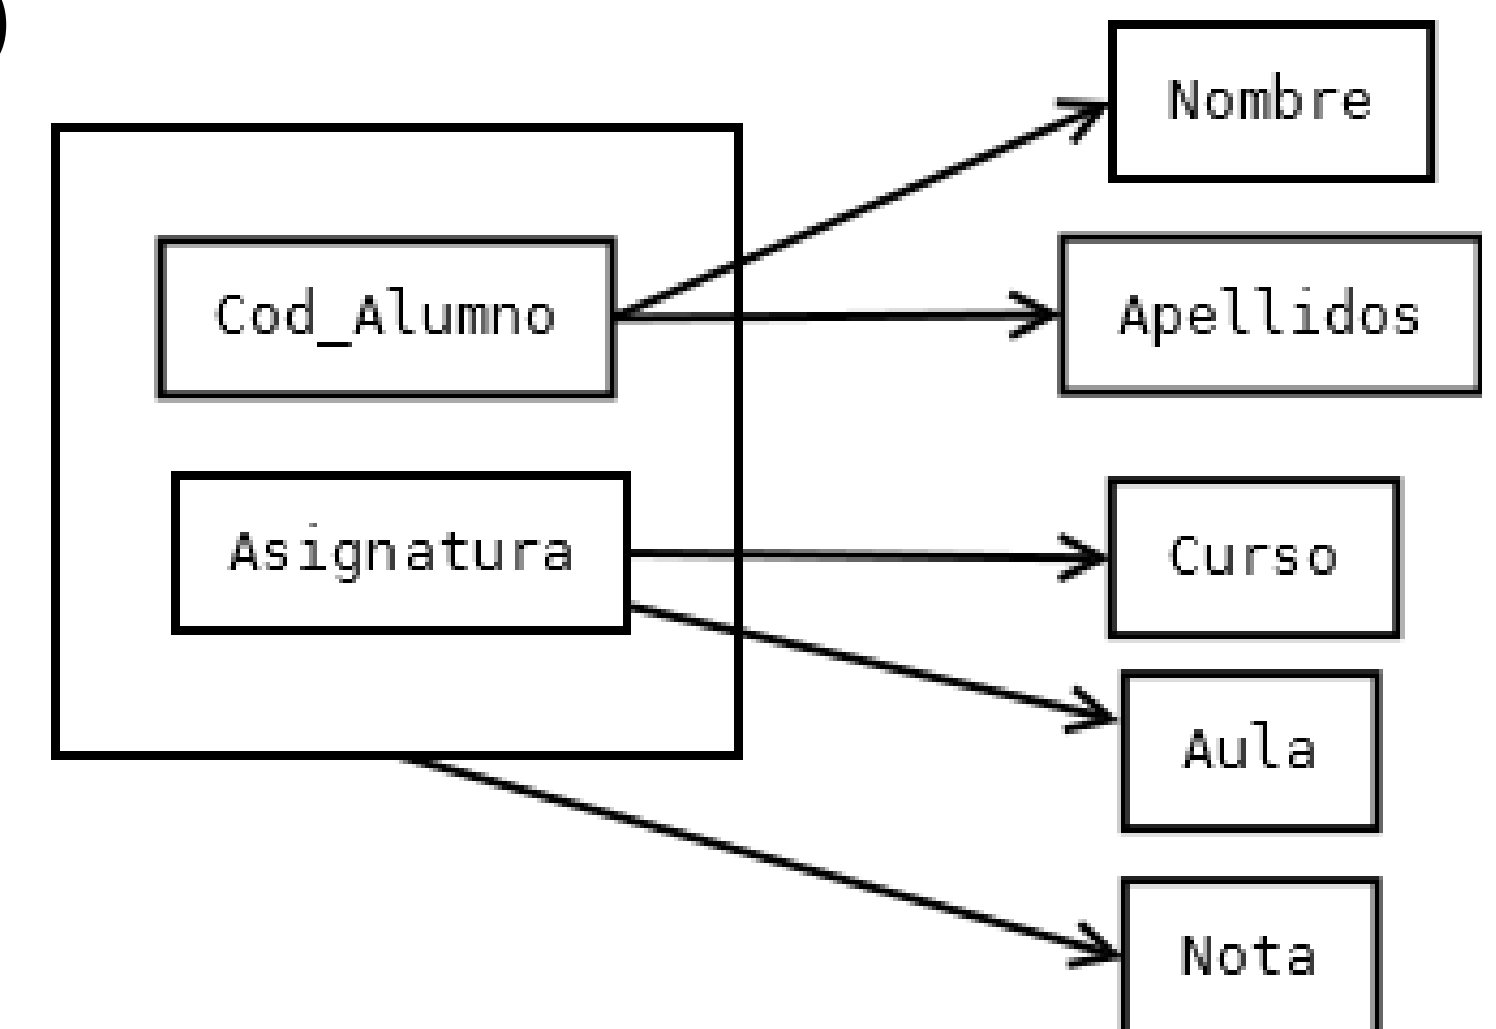 )
Nombre
Cod_Alumno
Apellidos
Asignatura
Curso
Aula
Nota